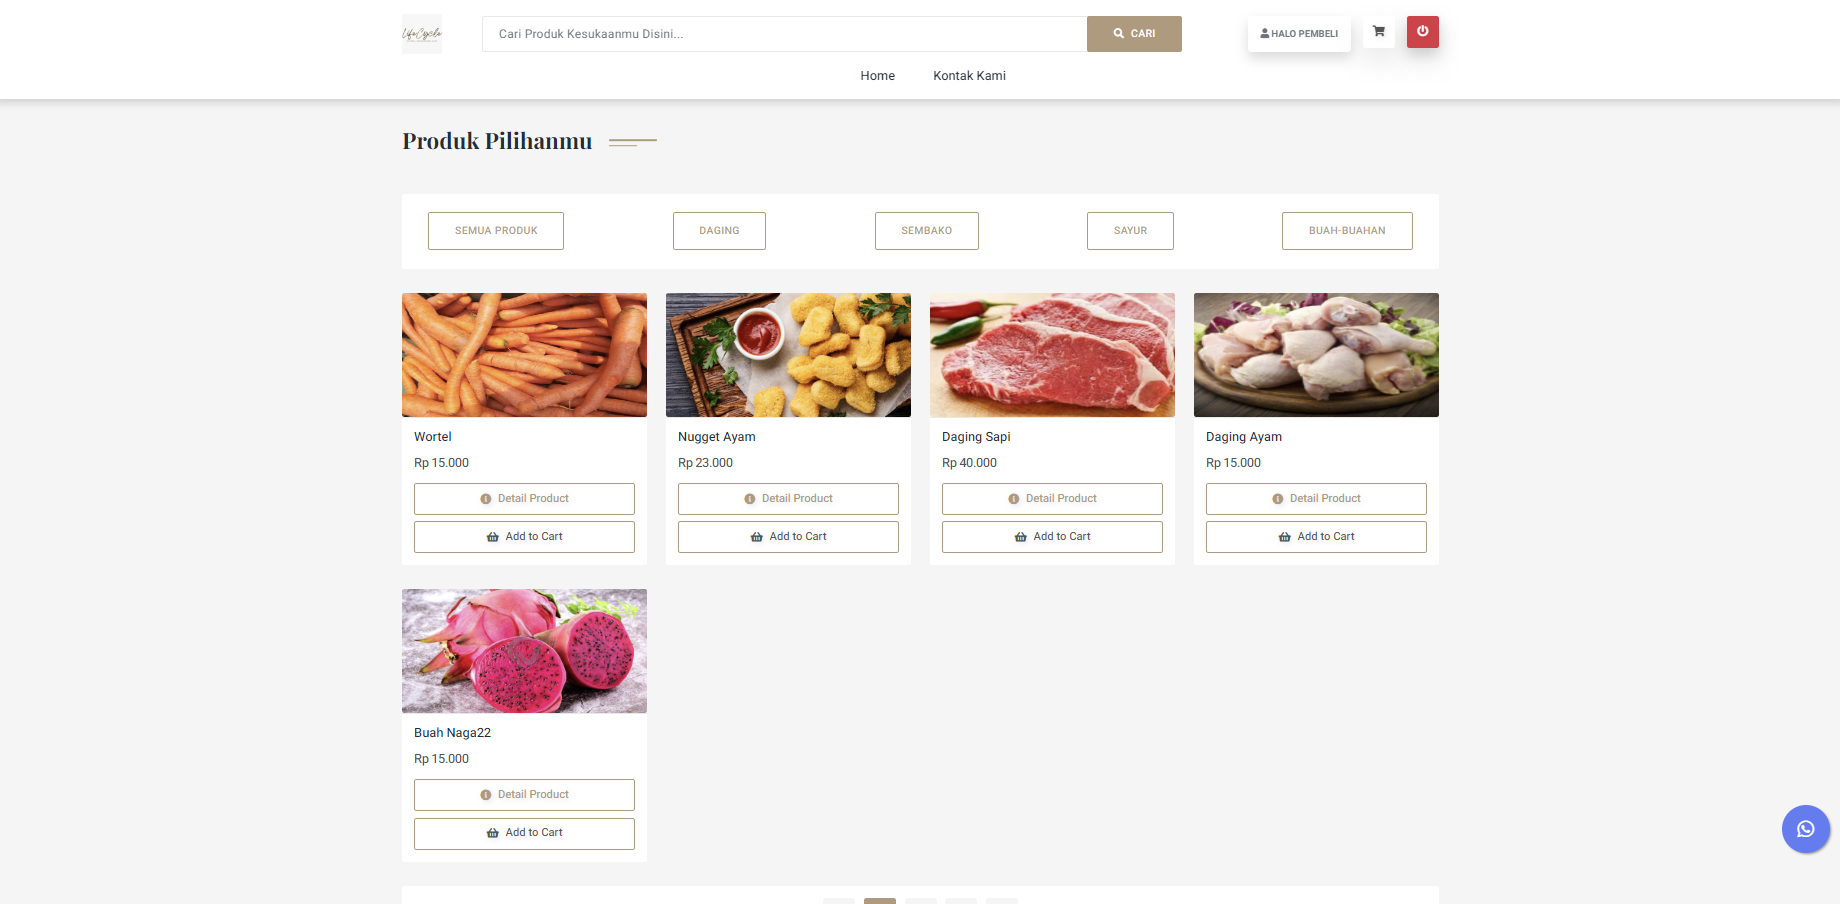 LifeCycle
Cari Produk Kesukaanmu Disini...
CARI
HALO PEMBELI
Home
Kontak Kami
Produk Pilihanmu
SEMUA PRODUK
DAGING
SEMBAKO
SAYUR
BUAH-BUAHAN
Wortel
Rp 15.000
Detail Product
Add to Cart
Nugget Ayam
Rp 23.000
Detail Product
Add to Cart
Daging Sapi
Rp 40.000
Detail Product
Add to Cart
Daging Ayam
Rp 15.000
Detail Product
Add to Cart
Buah Naga22
Rp 15.000
Detail Product
Add to Cart